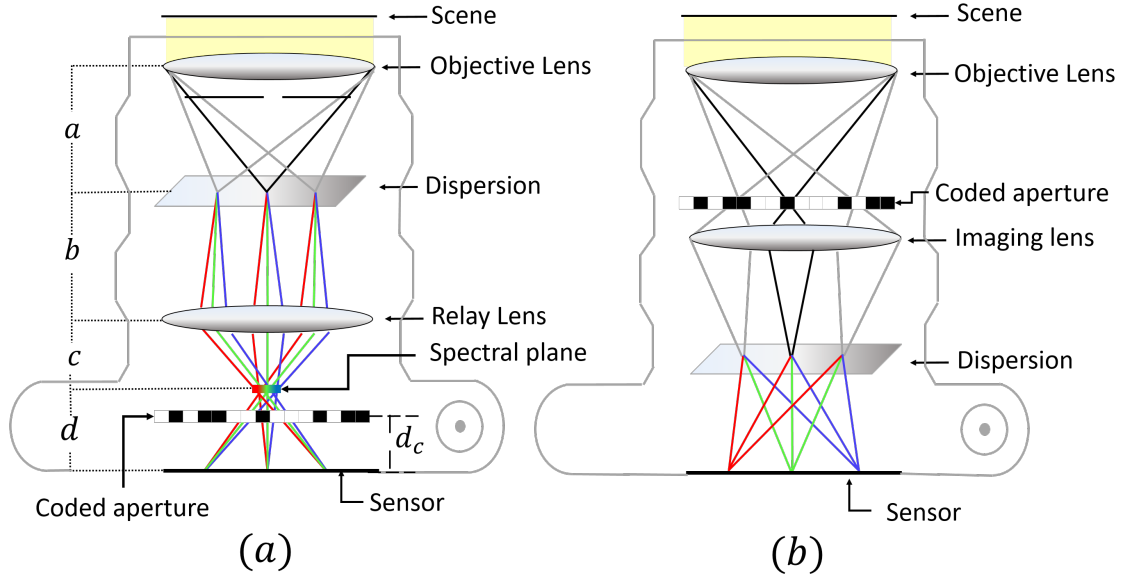 Scene
Objective Lens
a
Dispersion
b
Relay Lens
Spectral plane
c
d
d_c
Coded aperture
Sensor
(a)
Scene
Objective Lens
Coded aperture
Imaging lens
Dispersion
Sensor
(b)